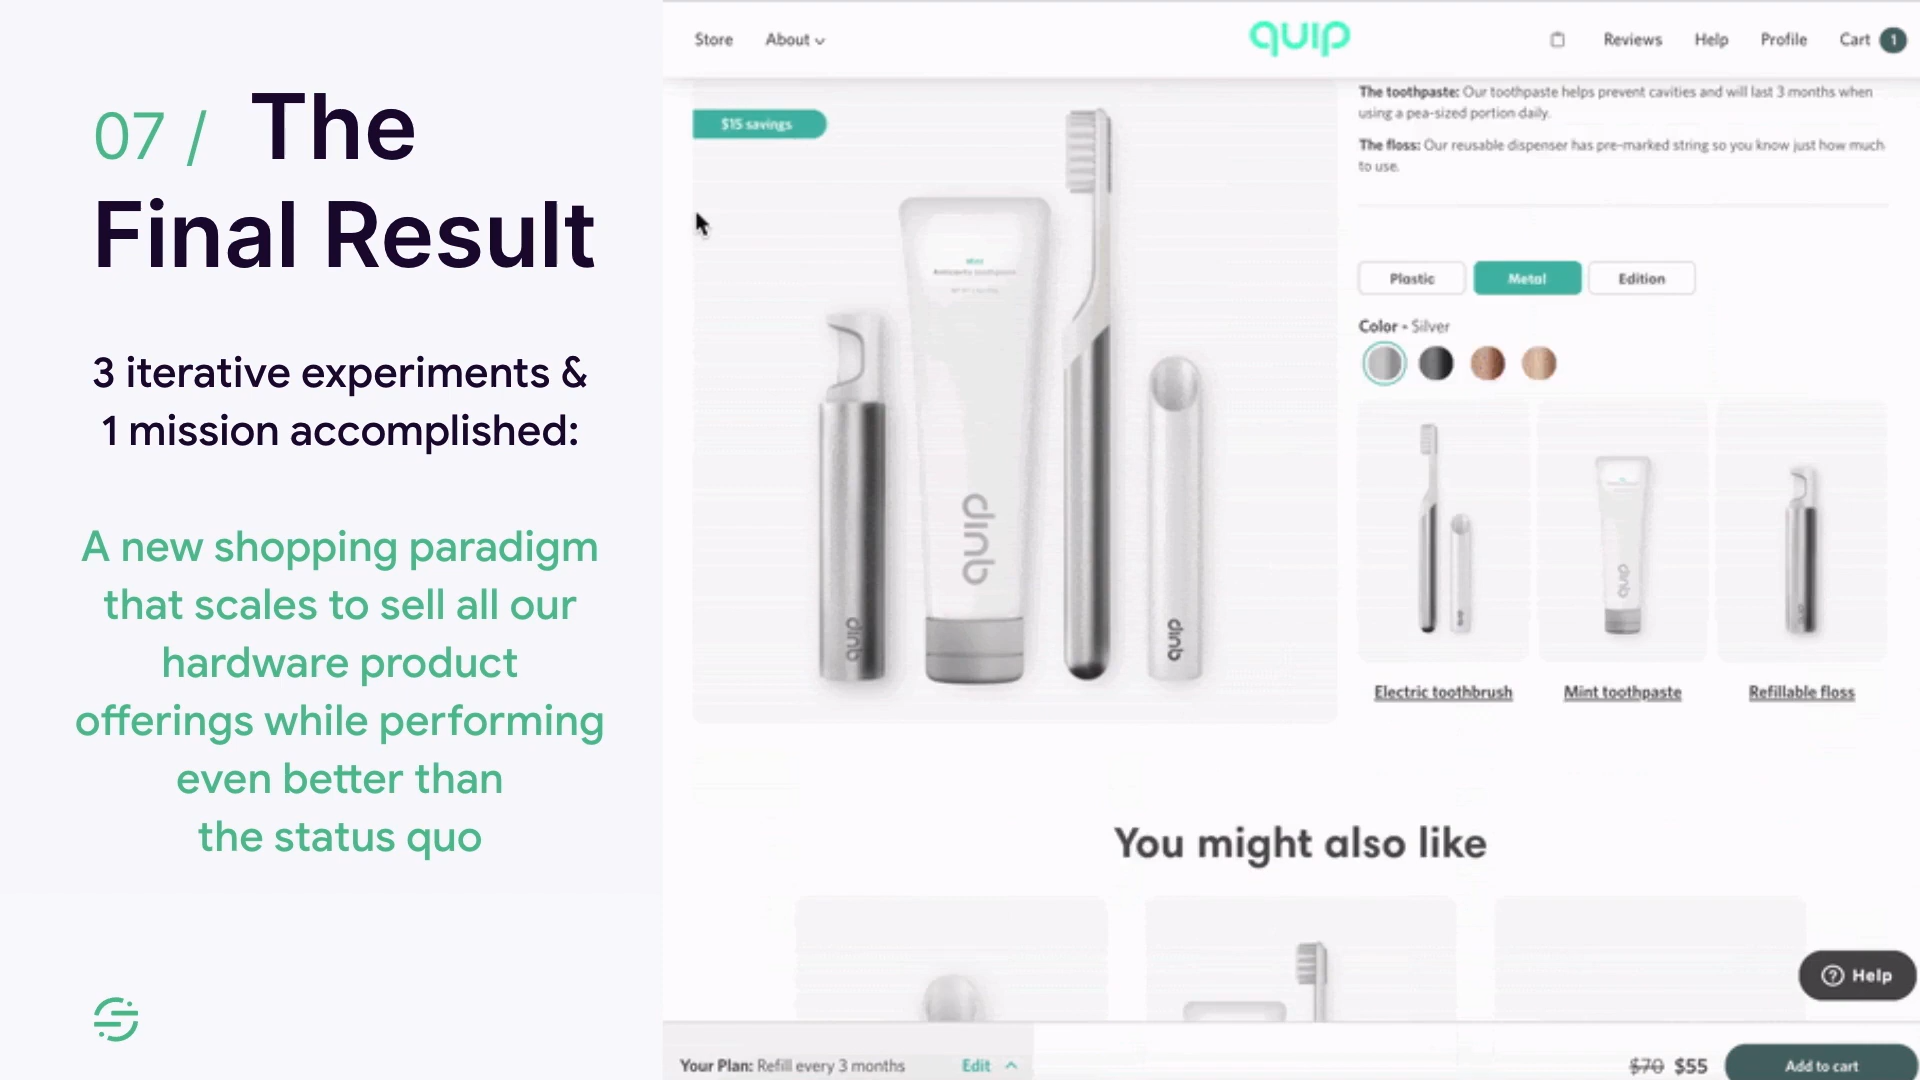 07 / The
Final Result
3 iterative experiments &
1 mission accomplished:
A new shopping paradigm
that scales to sell all our
hardware product
offerings while performing
even better than
the status quo
Store About
quip
Reviews Help Profile Cart 1
$15 savings
The toothpaste: Our toothpaste helps prevent cavities and will last 3 months when
using a pea-sized portion daily.
The floss: Our reusable dispenser has pre-marked string so you know just how much
to use.
Plastic Metal Edition
Color - Silver
quip
quip
quip
Electric toothbrush Mint toothpaste Refillable floss
You might also like
Help
Your Plan: Refill every 3 months Edit
$70 $55 Add to cart